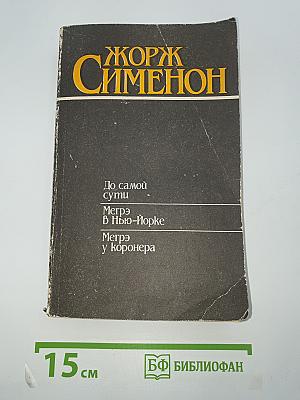 ЖОРЖ
СИМЕНОН
До самой
сути
Мегрэ
в Нью-Йорке
Мегрэ
у коронера
15 см
БФ БИБЛИОФАН